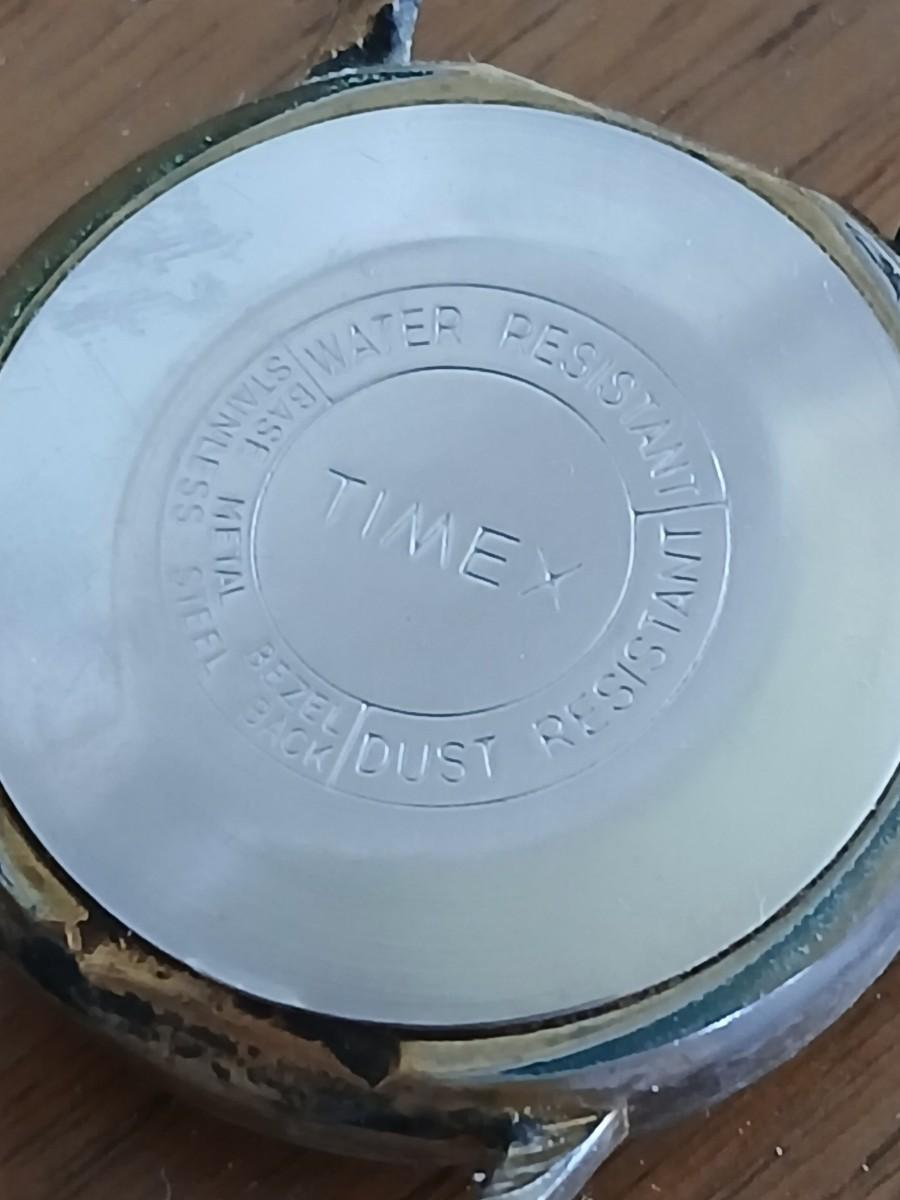 WATER RESISTANT
DUST RESISTANT
STAINLESS STEEL BACK
BASE METAL BEZEL
TIMEX